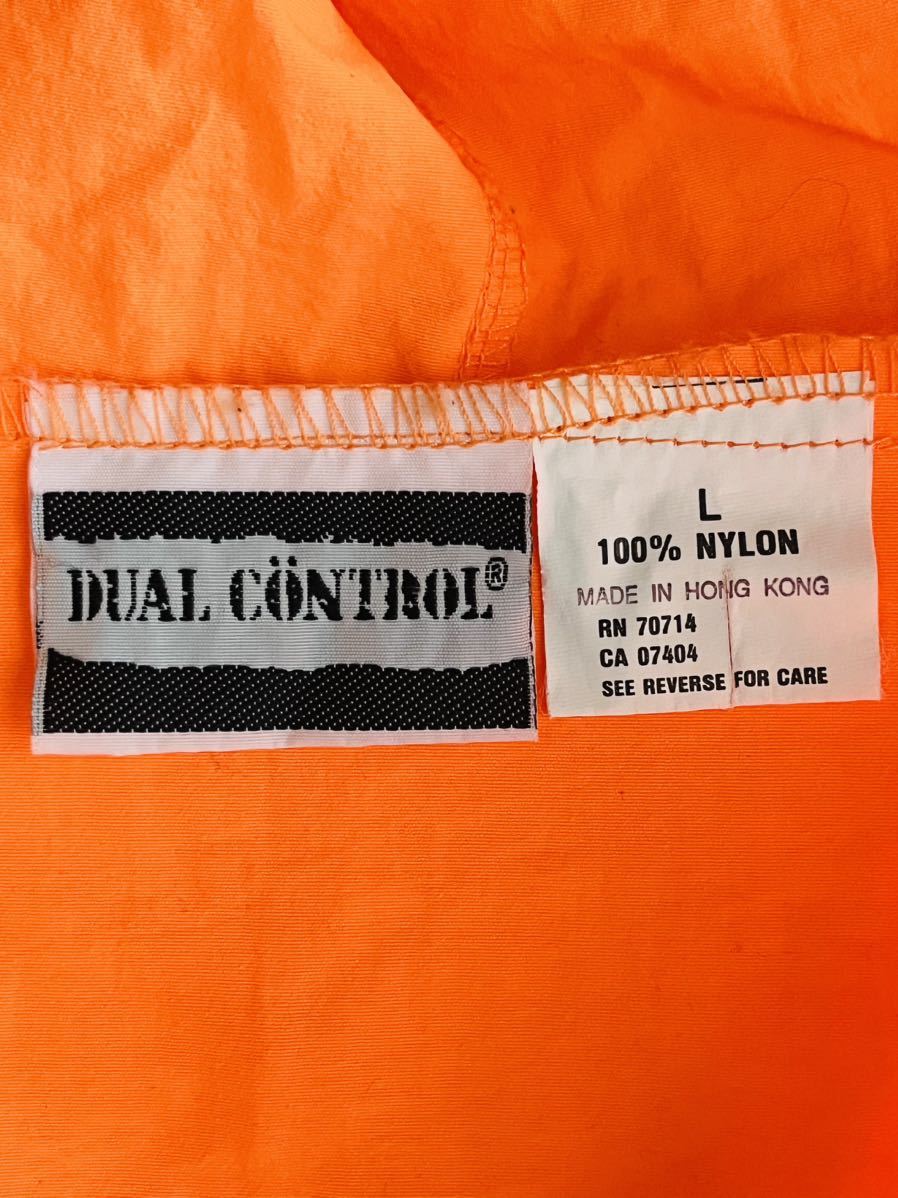 DUAL CÖNTROL®
L
100% NYLON
MADE IN HONG KONG
RN 70714
CA 07404
SEE REVERSE FOR CARE